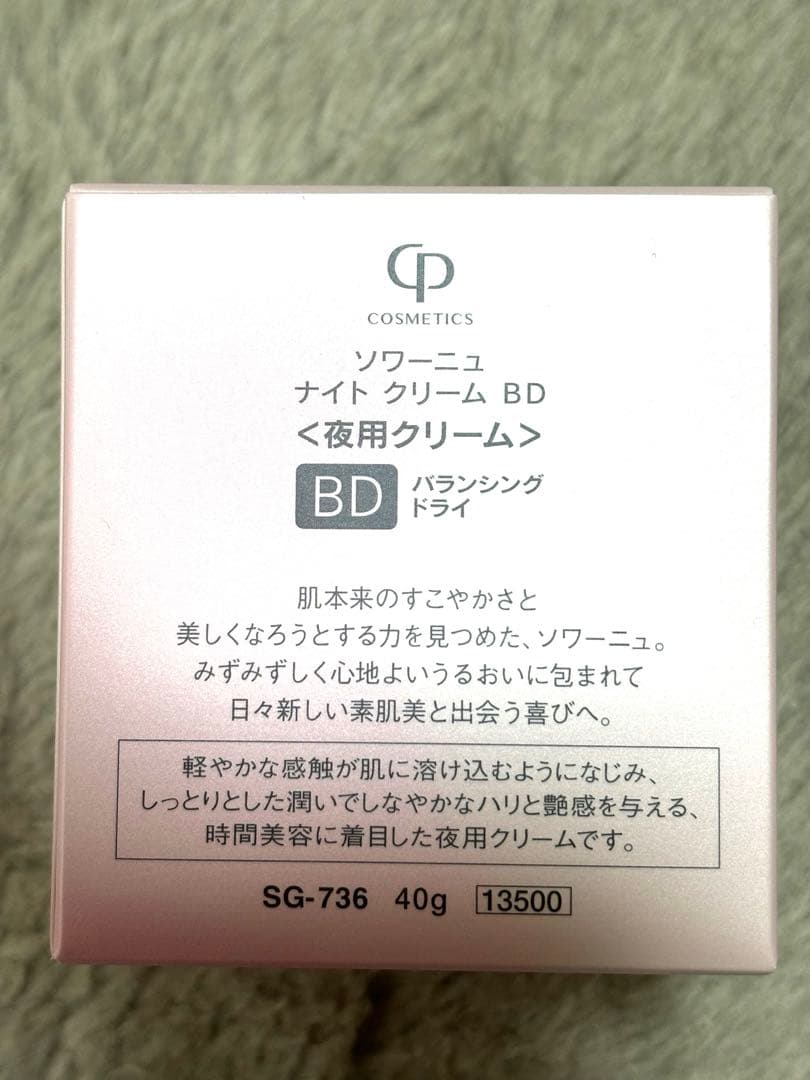 CP
COSMETICS
ソワーニュ
ナイト クリーム BD
<夜用クリーム>
BD バランシング
ドライ
肌本来のすこやかさと
美しくなろうとする力を見つめた、ソワーニュ。
みずみずしく心地よいうるおいに包まれて
日々新しい素肌美と出会う喜びへ。
軽やかな感触が肌に溶け込むようになじみ、
しっとりとした潤いでしなやかなハリと艶感を与える、
時間美容に着目した夜用クリームです。
SG-736 40g 13500